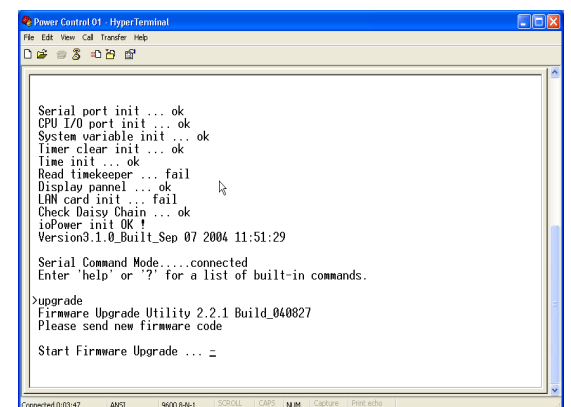 Power Control 01 - HyperTerminal
File Edit View Call Transfer Help
Serial port init ... ok
CPU I/O port init ... ok
System variable init ... ok
Timer clear init ... ok
Time init ... ok
Read timekeeper ... fail
Display pannel ... ok
LAN card init ... fail
Check Daisy Chain ... ok
ioPower init OK !
Version3.1.0_Built_Sep 07 2004 11:51:29
Serial Command Mode.....connected
Enter 'help' or '?' for a list of built-in commands.
>upgrade
Firmware Upgrade Utility 2.2.1 Build_040827
Please send new firmware code
Start Firmware Upgrade ... _
Connected 0:03:47 ANSI 9600 8-N-1 SCROLL CAPS NUM Capture Print echo